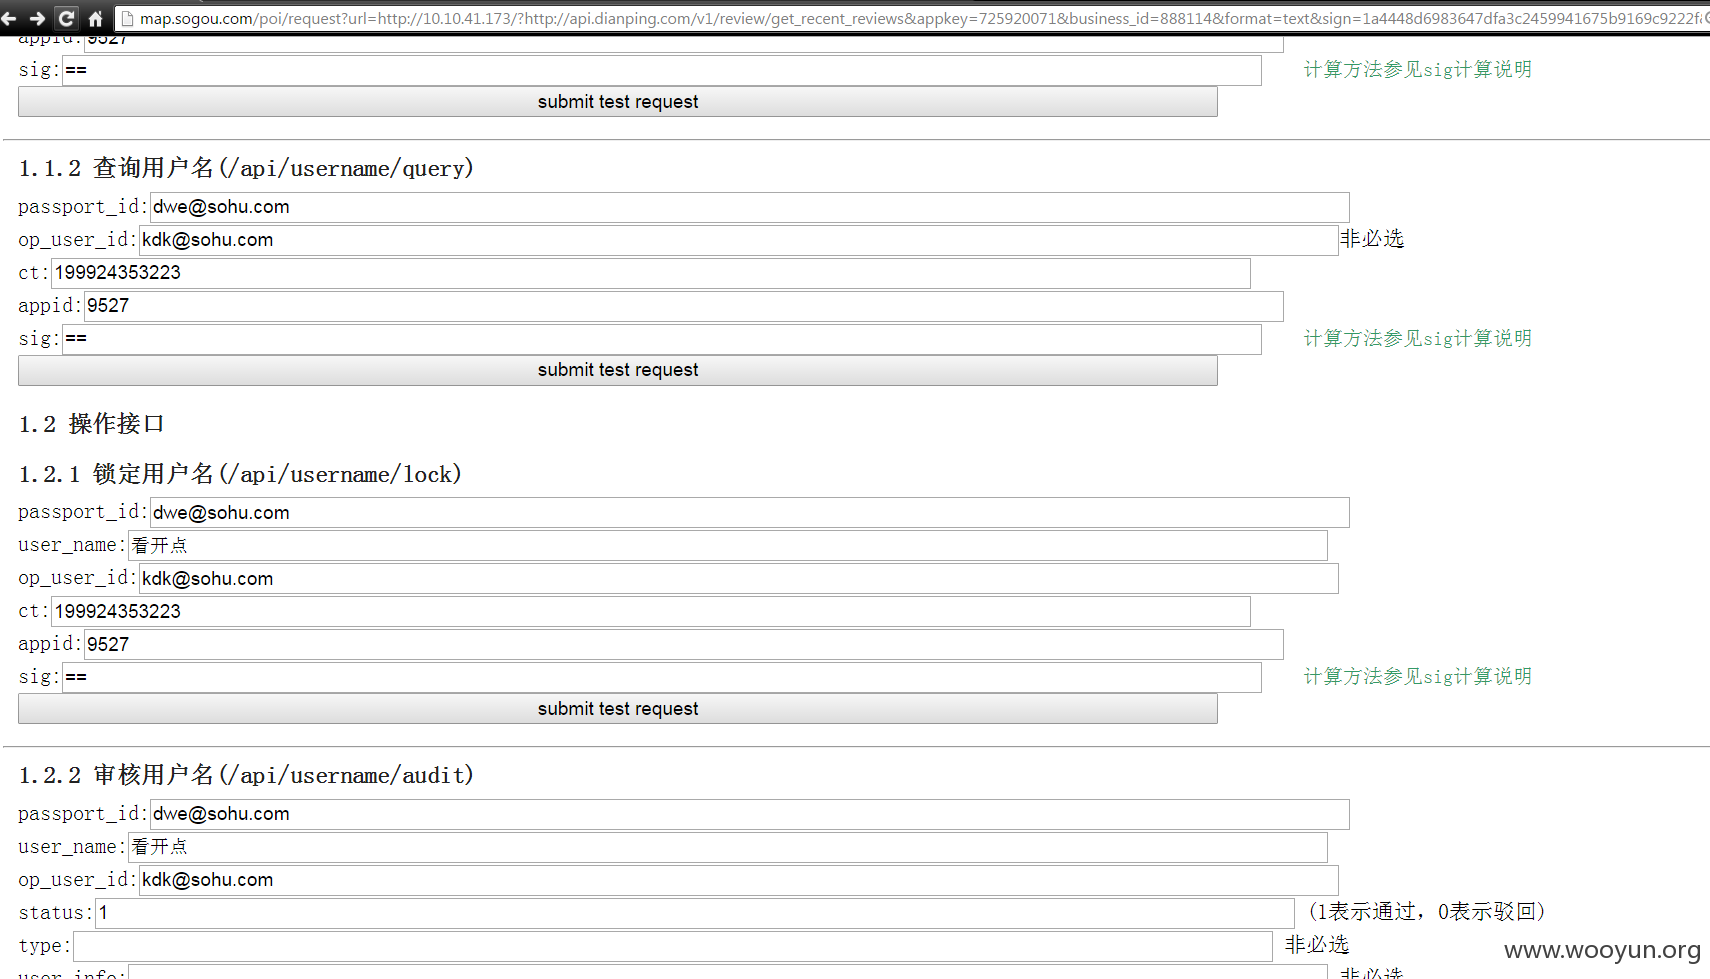 map.sogou.com/poi/request?url=http://10.10.41.173/?http://api.dianping.com/v1/review/get_recent_reviews&appkey=725920071&business_id=888114&format=text&sign=1a4448d6983647dfa3c2459941675b9169c9222f
appid:9527
sig:== 计算方法参见sig计算说明
submit test request
1.1.2 查询用户名(/api/username/query)
passport_id:dwe@sohu.com
op_user_id:kdk@sohu.com 非必选
ct:199924353223
appid:9527
sig:== 计算方法参见sig计算说明
submit test request
1.2 操作接口
1.2.1 锁定用户名(/api/username/lock)
passport_id:dwe@sohu.com
user_name:看开点
op_user_id:kdk@sohu.com
ct:199924353223
appid:9527
sig:== 计算方法参见sig计算说明
submit test request
1.2.2 审核用户名(/api/username/audit)
passport_id:dwe@sohu.com
user_name:看开点
op_user_id:kdk@sohu.com
status:1 (1表示通过，0表示驳回)
type: 非必选
user_info: 非必选
www.wooyun.org